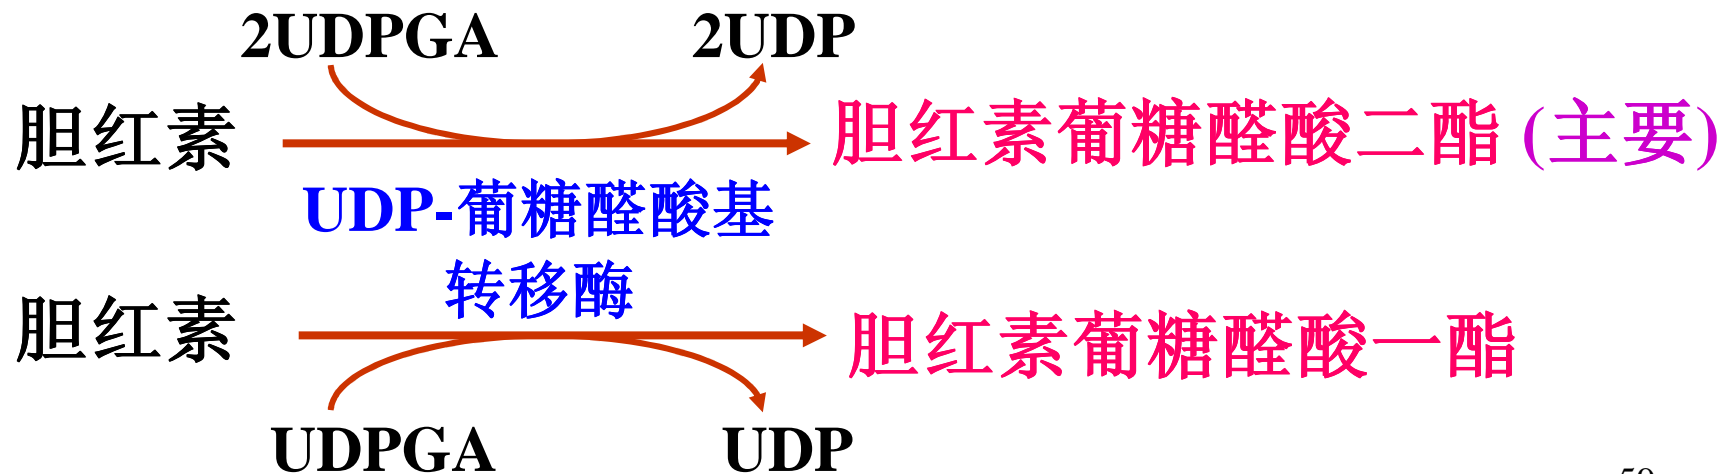 2UDPGA 2UDP
胆红素 胆红素葡糖醛酸二酯 (主要)
UDP-葡糖醛酸基
转移酶
胆红素 胆红素葡糖醛酸一酯
UDPGA UDP